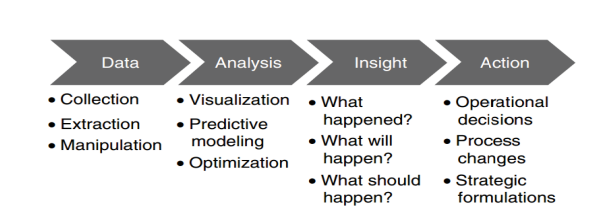 Data
Analysis
Insight
Action
• Collection
• Extraction
• Manipulation
• Visualization
• Predictive
modeling
• Optimization
• What
happened?
• What will
happen?
• What should
happen?
• Operational
decisions
• Process
changes
• Strategic
formulations